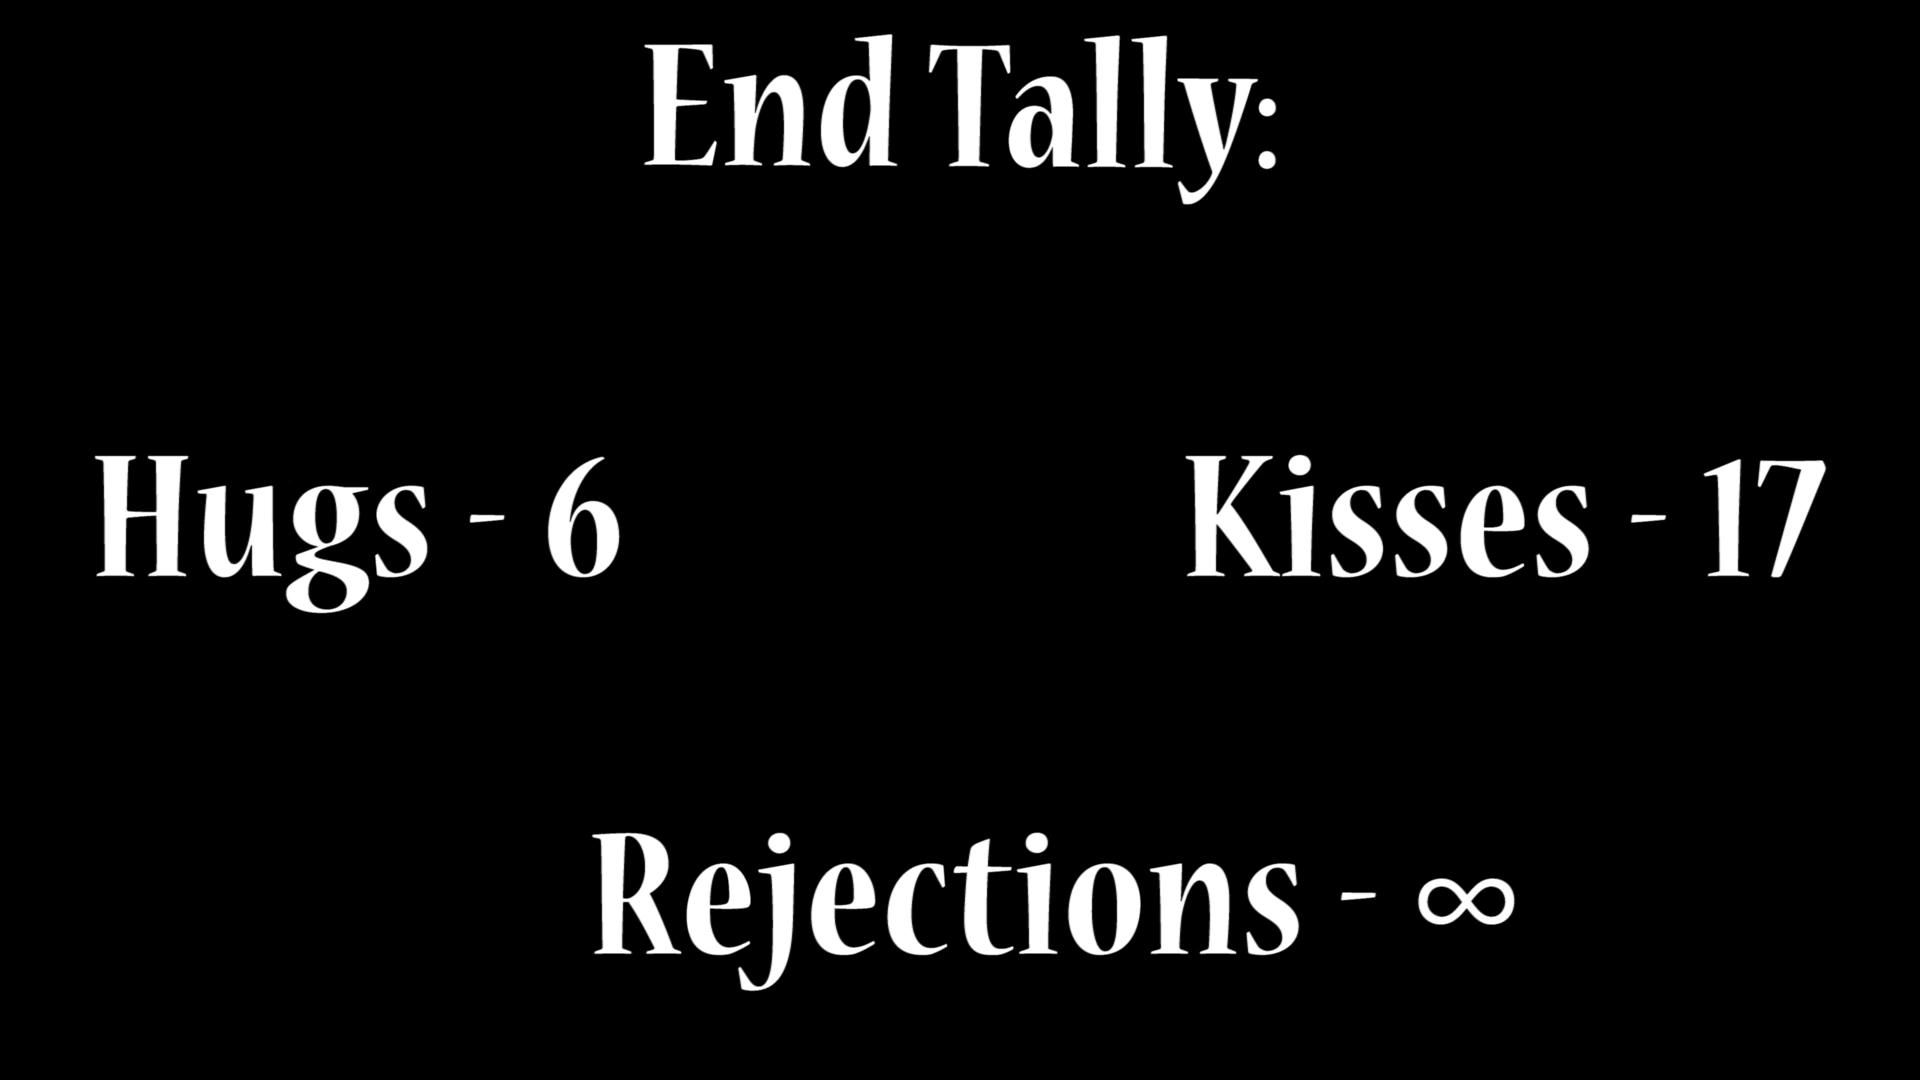 End Tally:
Hugs - 6
Kisses - 17
Rejections - ∞